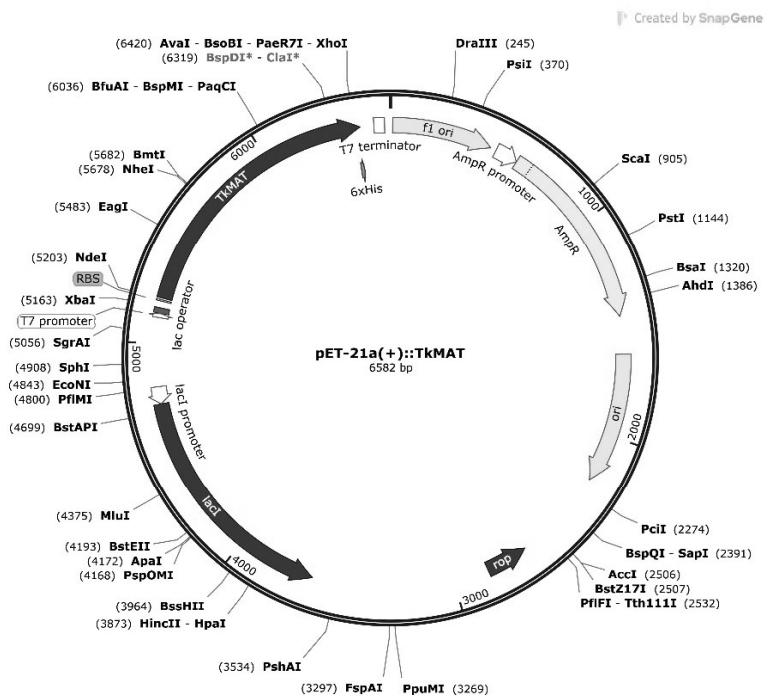 Created by SnapGene
(6420) AvaI - BsoBI - PaeR7I - XhoI
(6319) BspDI* - ClaI*
(6036) BfuAI - BspMI - PaqCI
(5682) BmtI
(5678) NheI
(5483) EagI
(5203) NdeI
RBS
(5163) XbaI
T7 promoter
(5056) SgrAI
(4908) SphI
(4843) EcoNI
(4800) PflMI
(4699) BstAPI
(4375) MluI
(4193) BstEII
(4172) ApaI
(4168) PspOMI
(3964) BssHII
(3873) HincII - HpaI
(3534) PshAI
(3297) FspAI
PpuMI (3269)
DraIII (245)
PsiI (370)
ScaI (905)
PstI (1144)
BsaI (1320)
AhdI (1386)
PciI (2274)
BspQI - SapI (2391)
AccI (2506)
BstZ17I (2507)
PflFI - Tth111I (2532)
T7 terminator
6xHis
f1 ori
AmpR promoter
AmpR
ori
rop
lacI
lacI promoter
lac operator
TkMAT
1000
2000
3000
4000
5000
6000
pET-21a(+)::TkMAT
6582 bp